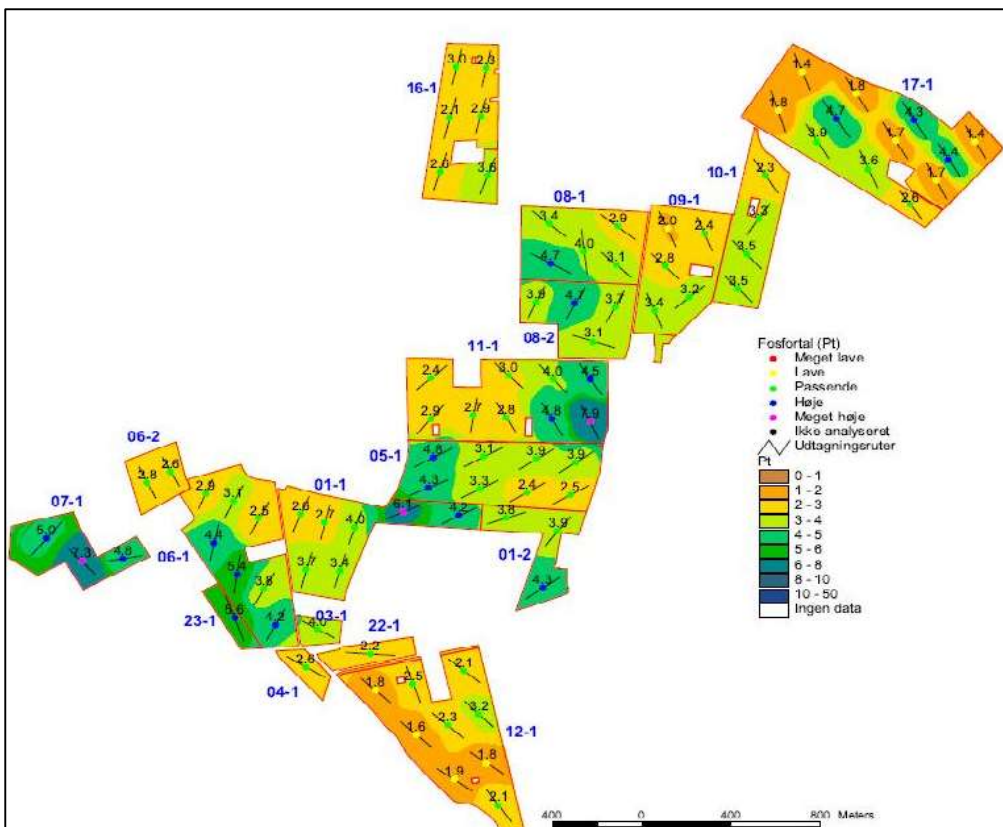 3.0 2.3
16-1
2.1 2.9
2.0 3.6
1.4
1.8 17-1
1.8 4.7 4.3
3.9 1.7 1.4
3.6 4.4
1.7
2.6
10-1 2.3
3.3
3.5
3.5
08-1 09-1
3.4 2.9 2.0 2.4
4.0
4.7 3.1 2.8
3.9 4.7 3.7 3.4 3.2
08-2 3.1
11-1
2.4 3.0 4.0 4.5
2.9 2.7 2.8 4.8 7.9
05-1
4.6 3.1 3.9 3.9
4.3 3.3 2.4 2.5
6.1 4.2 3.8 3.9
01-2
4.3
06-2
2.8 2.6
2.9 3.1 2.5
01-1
2.6 2.7 4.0
3.7 3.4
07-1
5.0 7.3 4.8
06-1
4.4
5.4 3.8
23-1
5.6 4.2
03-1
4.0
22-1
2.2
04-1
2.6
1.8 2.5 2.1
2.3 3.2
1.6 12-1
1.9 1.8
2.1
Fosfortal (Pt)
Meget lave
Lave
Passende
Høje
Meget høje
Ikke analyseret
Udtagningsruter
Pt
0 - 1
1 - 2
2 - 3
3 - 4
4 - 5
5 - 6
6 - 8
8 - 10
10 - 50
Ingen data
400 0 400 800 Meters